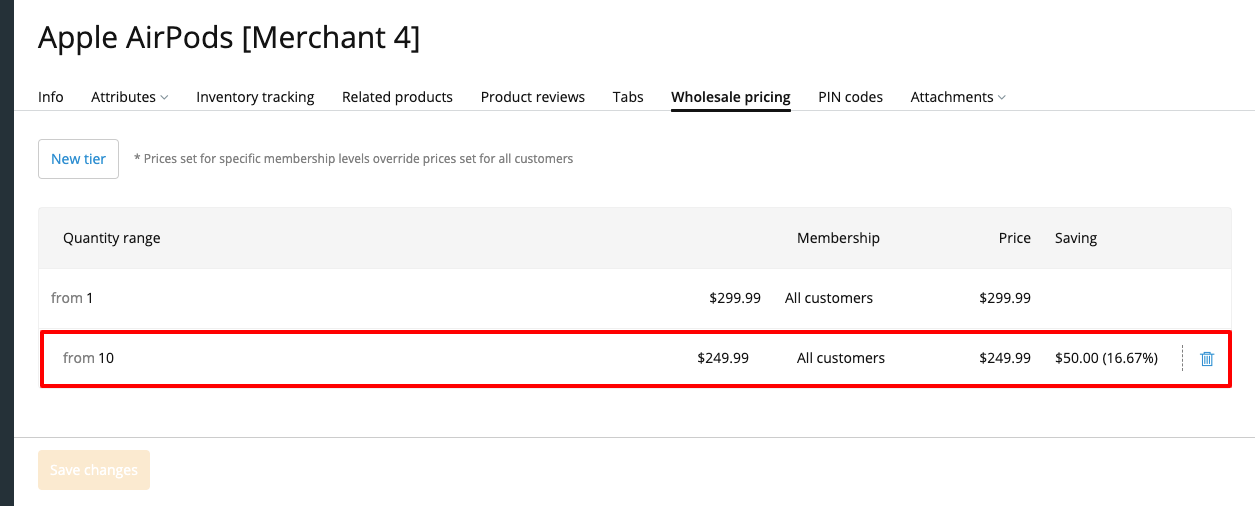 Apple AirPods [Merchant 4]
Info Attributes Inventory tracking Related products Product reviews Tabs Wholesale pricing PIN codes Attachments
New tier * Prices set for specific membership levels override prices set for all customers
Quantity range Membership Price Saving
from 1 $299.99 All customers $299.99
from 10 $249.99 All customers $249.99 $50.00 (16.67%)
Save changes